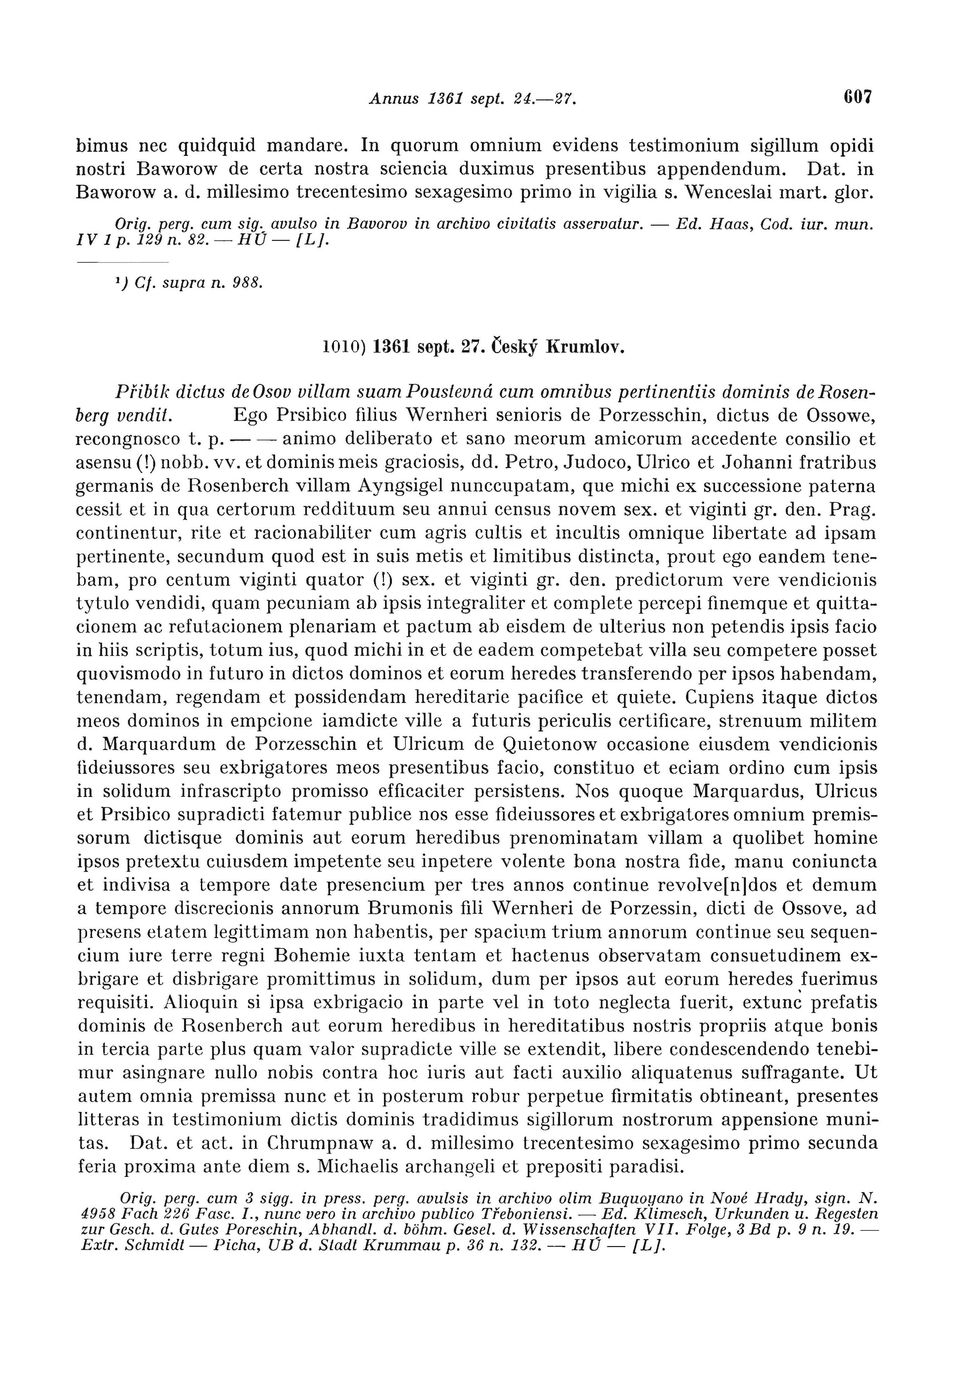 Annus 1361 sept. 24.—27. 607
bimus nec quidquid mandare. In quorum omnium evidens testimonium sigillum opidi
nostri Baworow de certa nostra sciencia duximus presentibus appendendum. Dat. in
Baworow a. d. millesimo trecentesimo sexagesimo primo in vigilia s. Wenceslai mart. glor.
Orig. perg. cum sig. avulso in Bavorov in archivo civitatis asservatur. — Ed. Haas, Cod. iur. mun.
IV 1 p. 129 n. 82. — HÚ — [L].
¹) Cf. supra n. 988.
1010) 1361 sept. 27. Český Krumlov.
Přibík dictus de Osov villam suam Poustevná cum omnibus pertinentiis dominis de Rosen-
berg vendit. Ego Prsibico filius Wernheri senioris de Porzesschin, dictus de Ossowe,
recongnosco t. p. — — animo deliberato et sano meorum amicorum accedente consilio et
asensu (!) nobb. vv. et dominis meis graciosis, dd. Petro, Judoco, Ulrico et Johanni fratribus
germanis de Rosenberch villam Ayngsigel nunccupatam, que michi ex successione paterna
cessit et in qua certorum reddituum seu annui census novem sex. et viginti gr. den. Prag.
continentur, rite et racionabiliter cum agris cultis et incultis omnique libertate ad ipsam
pertinente, secundum quod est in suis metis et limitibus distincta, prout ego eandem tene-
bam, pro centum viginti quator (!) sex. et viginti gr. den. predictorum vere vendicionis
tytulo vendidi, quam pecuniam ab ipsis integraliter et complete percepi finemque et quitta-
cionem ac refutacionem plenariam et pactum ab eisdem de ulterius non petendis ipsis facio
in hiis scriptis, totum ius, quod michi in et de eadem competebat villa seu competere posset
quovismodo in futuro in dictos dominos et eorum heredes transferendo per ipsos habendam,
tenendam, regendam et possidendam hereditarie pacifice et quiete. Cupiens itaque dictos
meos dominos in empcione iamdicte ville a futuris periculis certificare, strenuum militem
d. Marquardum de Porzesschin et Ulricum de Quietonow occasione eiusdem vendicionis
fideiussores seu exbrigatores meos presentibus facio, constituo et eciam ordino cum ipsis
in solidum infrascripto promisso efficaciter persistens. Nos quoque Marquardus, Ulricus
et Prsibico supradicti fatemur publice nos esse fideiussores et exbrigatores omnium premis-
sorum dictisque dominis aut eorum heredibus prenominatam villam a quolibet homine
ipsos pretextu cuiusdem impetente seu inpetere volente bona nostra fide, manu coniuncta
et indivisa a tempore date presencium per tres annos continue revolve[n]dos et demum
a tempore discrecionis annorum Brumonis fili Wernheri de Porzessin, dicti de Ossove, ad
presens etatem legittimam non habentis, per spacium trium annorum continue seu sequen-
cium iure terre regni Bohemie iuxta tentam et hactenus observatam consuetudinem ex-
brigare et disbrigare promittimus in solidum, dum per ipsos aut eorum heredes fuerimus
requisiti. Alioquin si ipsa exbrigacio in parte vel in toto neglecta fuerit, extunc prefatis
dominis de Rosenberch aut eorum heredibus in hereditatibus nostris propriis atque bonis
in tercia parte plus quam valor supradicte ville se extendit, libere condescendendo tenebi-
mur asingnare nullo nobis contra hoc iuris aut facti auxilio aliquatenus suffragante. Ut
autem omnia premissa nunc et in posterum robur perpetue firmitatis obtineant, presentes
litteras in testimonium dictis dominis tradidimus sigillorum nostrorum appensione muni-
tas. Dat. et act. in Chrumpnaw a. d. millesimo trecentesimo sexagesimo primo secunda
feria proxima ante diem s. Michaelis archangeli et prepositi paradisi.
Orig. perg. cum 3 sigg. in press. perg. avulsis in archivo olim Buquoyano in Nové Hrady, sign. N.
4958 Fach 226 Fasc. I., nunc vero in archivo publico Třeboniensi. — Ed. Klimesch, Urkunden u. Regesten
zur Gesch. d. Gutes Poreschin, Abhandl. d. böhm. Gesel. d. Wissenschaften VII. Folge, 3 Bd p. 9 n. 19. —
Extr. Schmidt — Picha, UB d. Stadt Krummau p. 36 n. 132. — HÚ — [L].